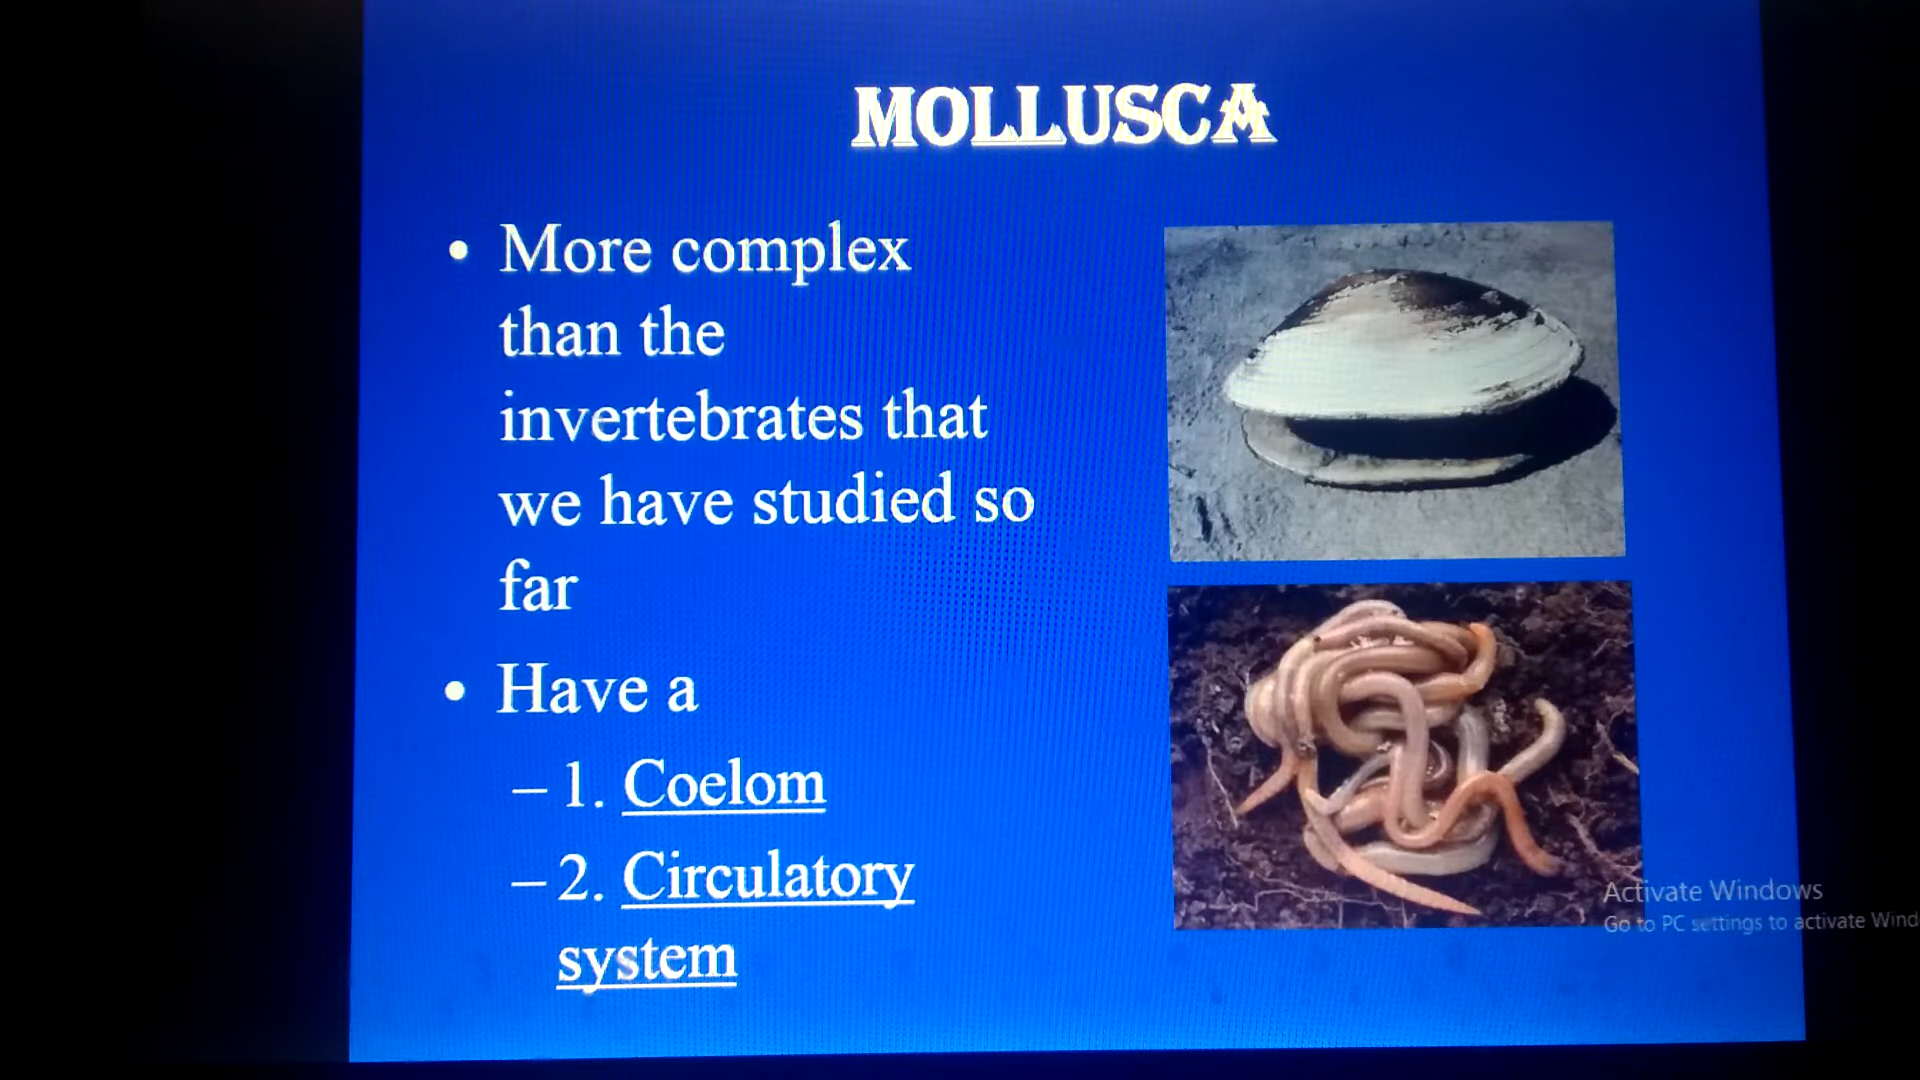 MOLLUSCA
• More complex
than the
invertebrates that
we have studied so
far
• Have a
– 1. Coelom
– 2. Circulatory
system
Activate Windows
Go to PC settings to activate Wind